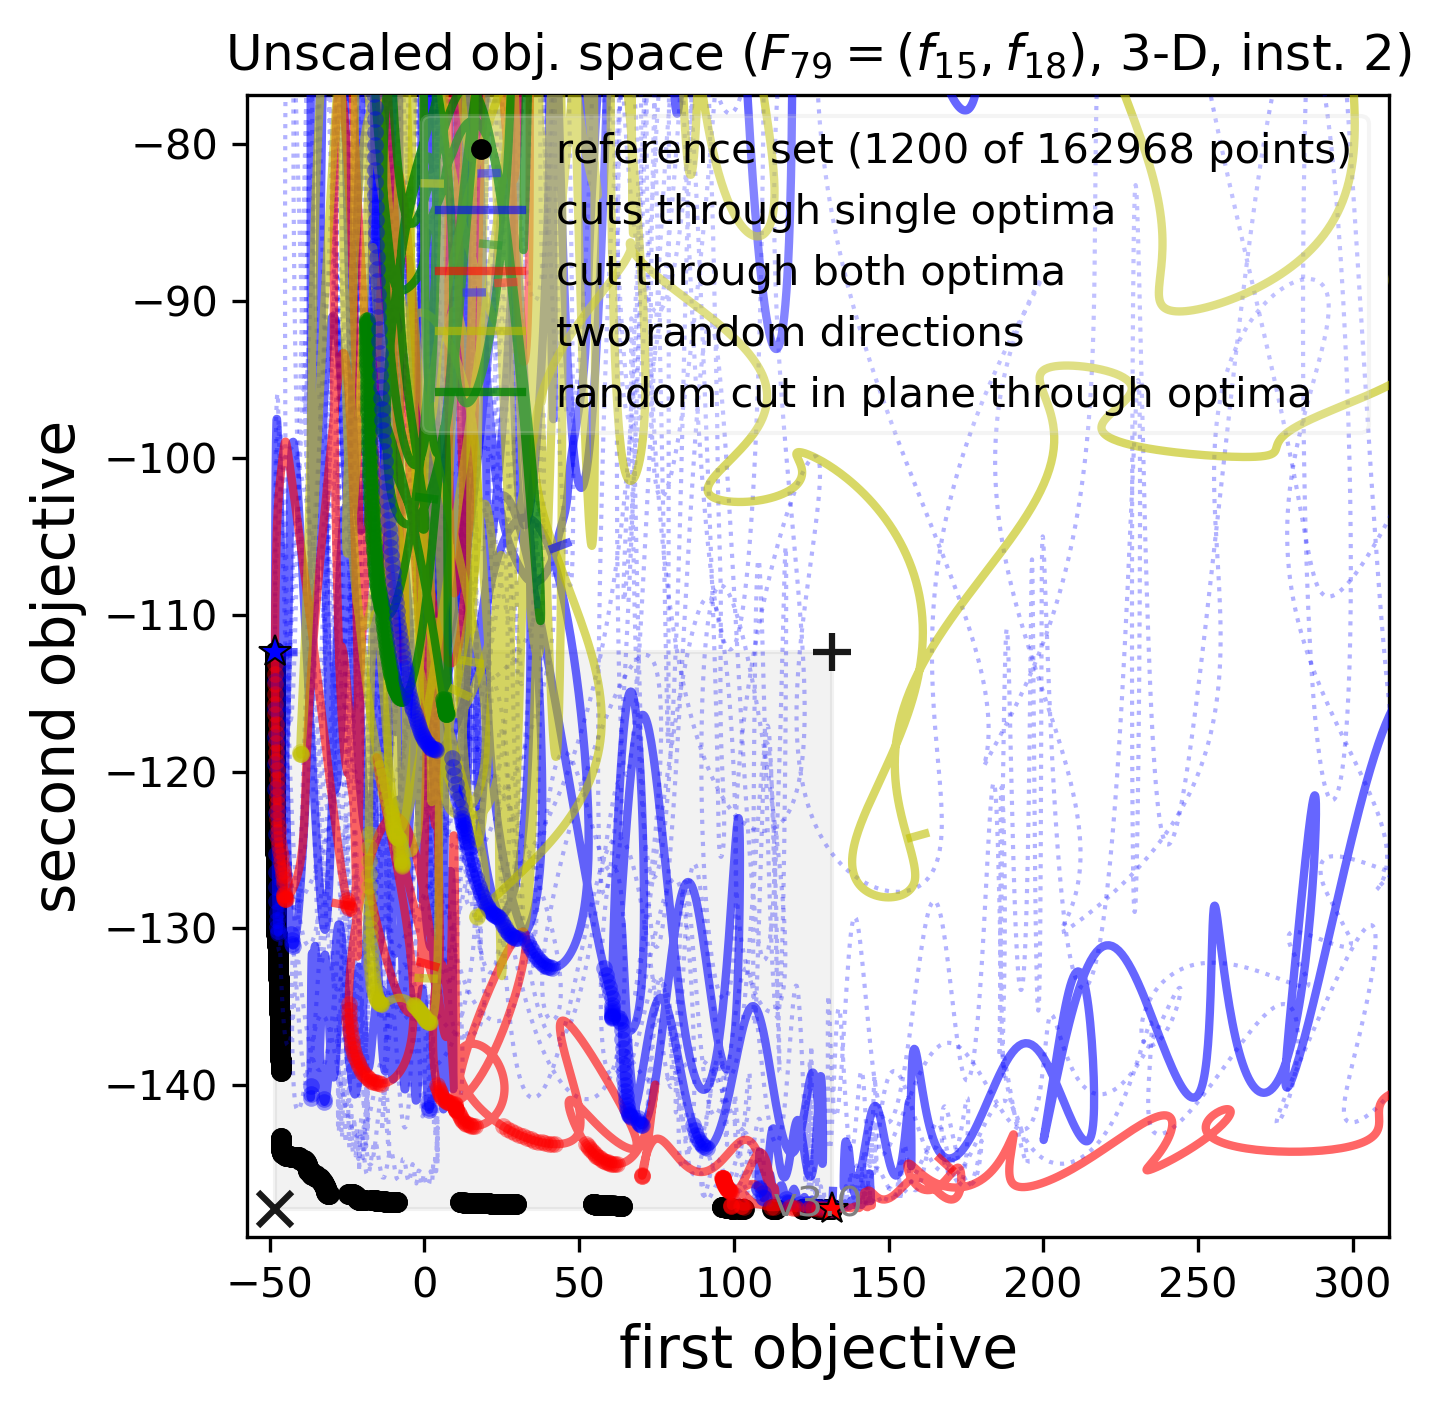 Unscaled obj. space (F₇₉ = (f₁₅, f₁₈), 3-D, inst. 2)
reference set (1200 of 162968 points)
cuts through single optima
cut through both optima
two random directions
random cut in plane through optima
second objective
−80
−90
−100
−110
−120
−130
−140
v3.0
−50 0 50 100 150 200 250 300
first objective